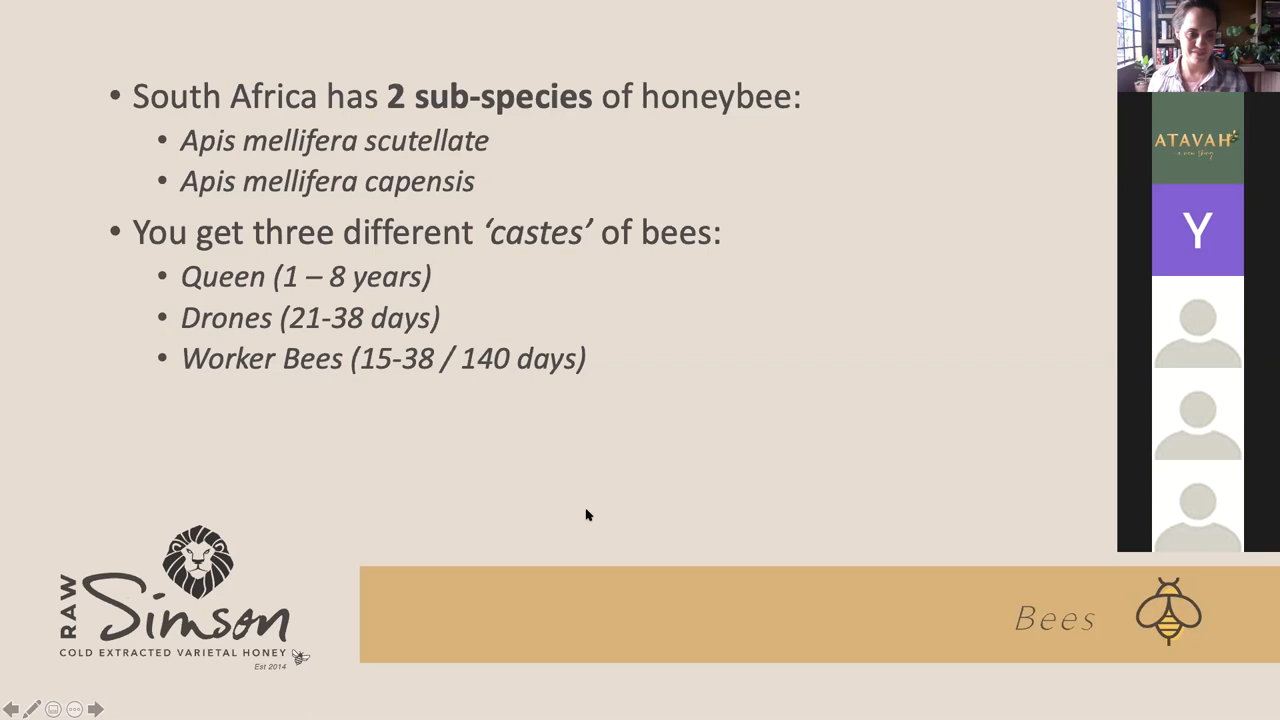 • South Africa has 2 sub-species of honeybee:
• Apis mellifera scutellate
• Apis mellifera capensis
• You get three different ‘castes’ of bees:
• Queen (1 – 8 years)
• Drones (21-38 days)
• Worker Bees (15-38 / 140 days)
ATAVAH
Y
RAW
Simson
COLD EXTRACTED VARIETAL HONEY
Est 2014
Bees